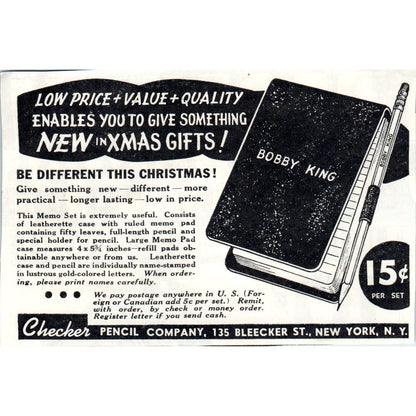 LOW PRICE + VALUE + QUALITY
ENABLES YOU TO GIVE SOMETHING
NEW IN XMAS GIFTS!
BE DIFFERENT THIS CHRISTMAS!
Give something new — different — more
practical — longer lasting — low in price.
This Memo Set is extremely useful. Consists
of leatherette case with ruled memo pad
containing fifty leaves, full-length pencil and
special holder for pencil. Large Memo Pad
case measures 4 x 5¾ inches—refill pads ob-
tainable anywhere or from us. Leatherette
case and pencil are individually name-stamped
in lustrous gold-colored letters. When order-
ing, please print names carefully.
We pay postage anywhere in U. S. (For-
eign or Canadian add 5c per set.) Remit,
with order, by check or money order.
Register letter if you send cash.
BOBBY KING
15¢
PER SET
Checker PENCIL COMPANY, 135 BLEECKER ST., NEW YORK, N. Y.